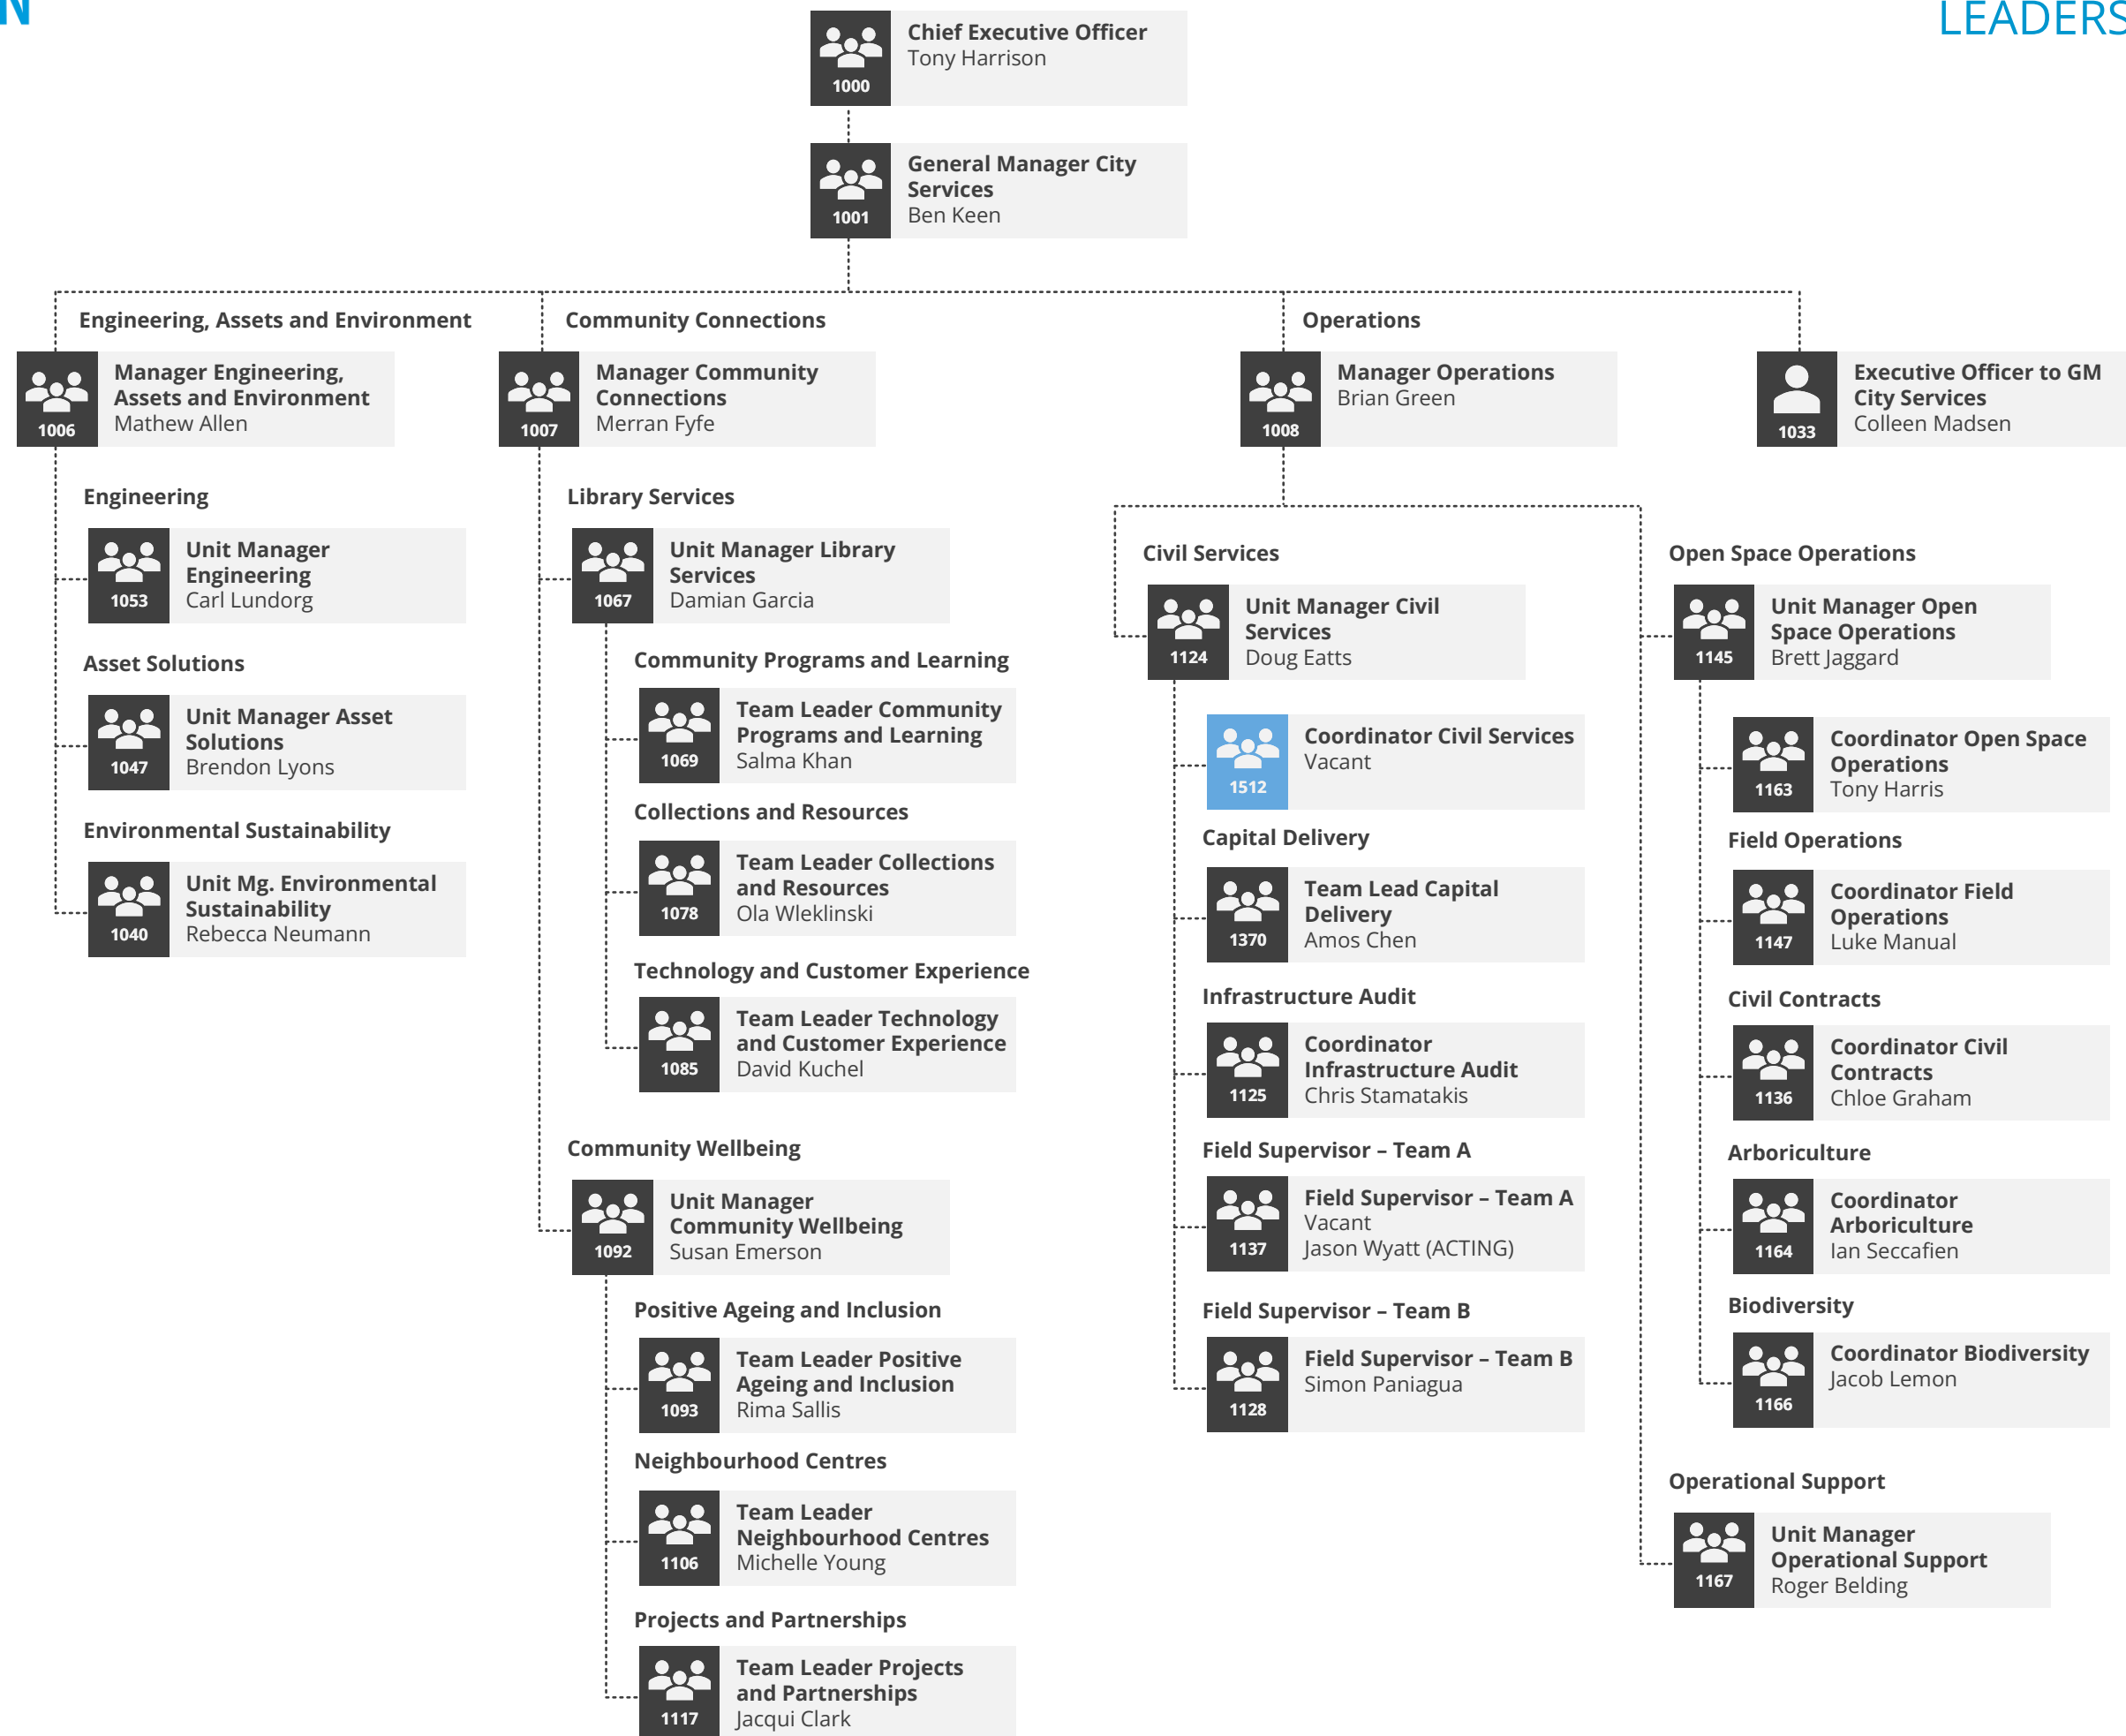 N
LEADERS
Chief Executive Officer
Tony Harrison
1000
General Manager City
Services
Ben Keen
1001
Engineering, Assets and Environment
Manager Engineering,
Assets and Environment
Mathew Allen
1006
Engineering
Unit Manager
Engineering
Carl Lundorg
1053
Asset Solutions
Unit Manager Asset
Solutions
Brendon Lyons
1047
Environmental Sustainability
Unit Mg. Environmental
Sustainability
Rebecca Neumann
1040
Community Connections
Manager Community
Connections
Merran Fyfe
1007
Library Services
Unit Manager Library
Services
Damian Garcia
1067
Community Programs and Learning
Team Leader Community
Programs and Learning
Salma Khan
1069
Collections and Resources
Team Leader Collections
and Resources
Ola Wleklinski
1078
Technology and Customer Experience
Team Leader Technology
and Customer Experience
David Kuchel
1085
Community Wellbeing
Unit Manager
Community Wellbeing
Susan Emerson
1092
Positive Ageing and Inclusion
Team Leader Positive
Ageing and Inclusion
Rima Sallis
1093
Neighbourhood Centres
Team Leader
Neighbourhood Centres
Michelle Young
1106
Projects and Partnerships
Team Leader Projects
and Partnerships
Jacqui Clark
1117
Operations
Manager Operations
Brian Green
1008
Civil Services
Unit Manager Civil
Services
Doug Eatts
1124
Coordinator Civil Services
Vacant
1512
Capital Delivery
Team Lead Capital
Delivery
Amos Chen
1370
Infrastructure Audit
Coordinator
Infrastructure Audit
Chris Stamatakis
1125
Field Supervisor – Team A
Field Supervisor – Team A
Vacant
Jason Wyatt (ACTING)
1137
Field Supervisor – Team B
Field Supervisor – Team B
Simon Paniagua
1128
Open Space Operations
Unit Manager Open
Space Operations
Brett Jaggard
1145
Coordinator Open Space
Operations
Tony Harris
1163
Field Operations
Coordinator Field
Operations
Luke Manual
1147
Civil Contracts
Coordinator Civil
Contracts
Chloe Graham
1136
Arboriculture
Coordinator
Arboriculture
Ian Seccafien
1164
Biodiversity
Coordinator Biodiversity
Jacob Lemon
1166
Operational Support
Unit Manager
Operational Support
Roger Belding
1167
Executive Officer to GM
City Services
Colleen Madsen
1033